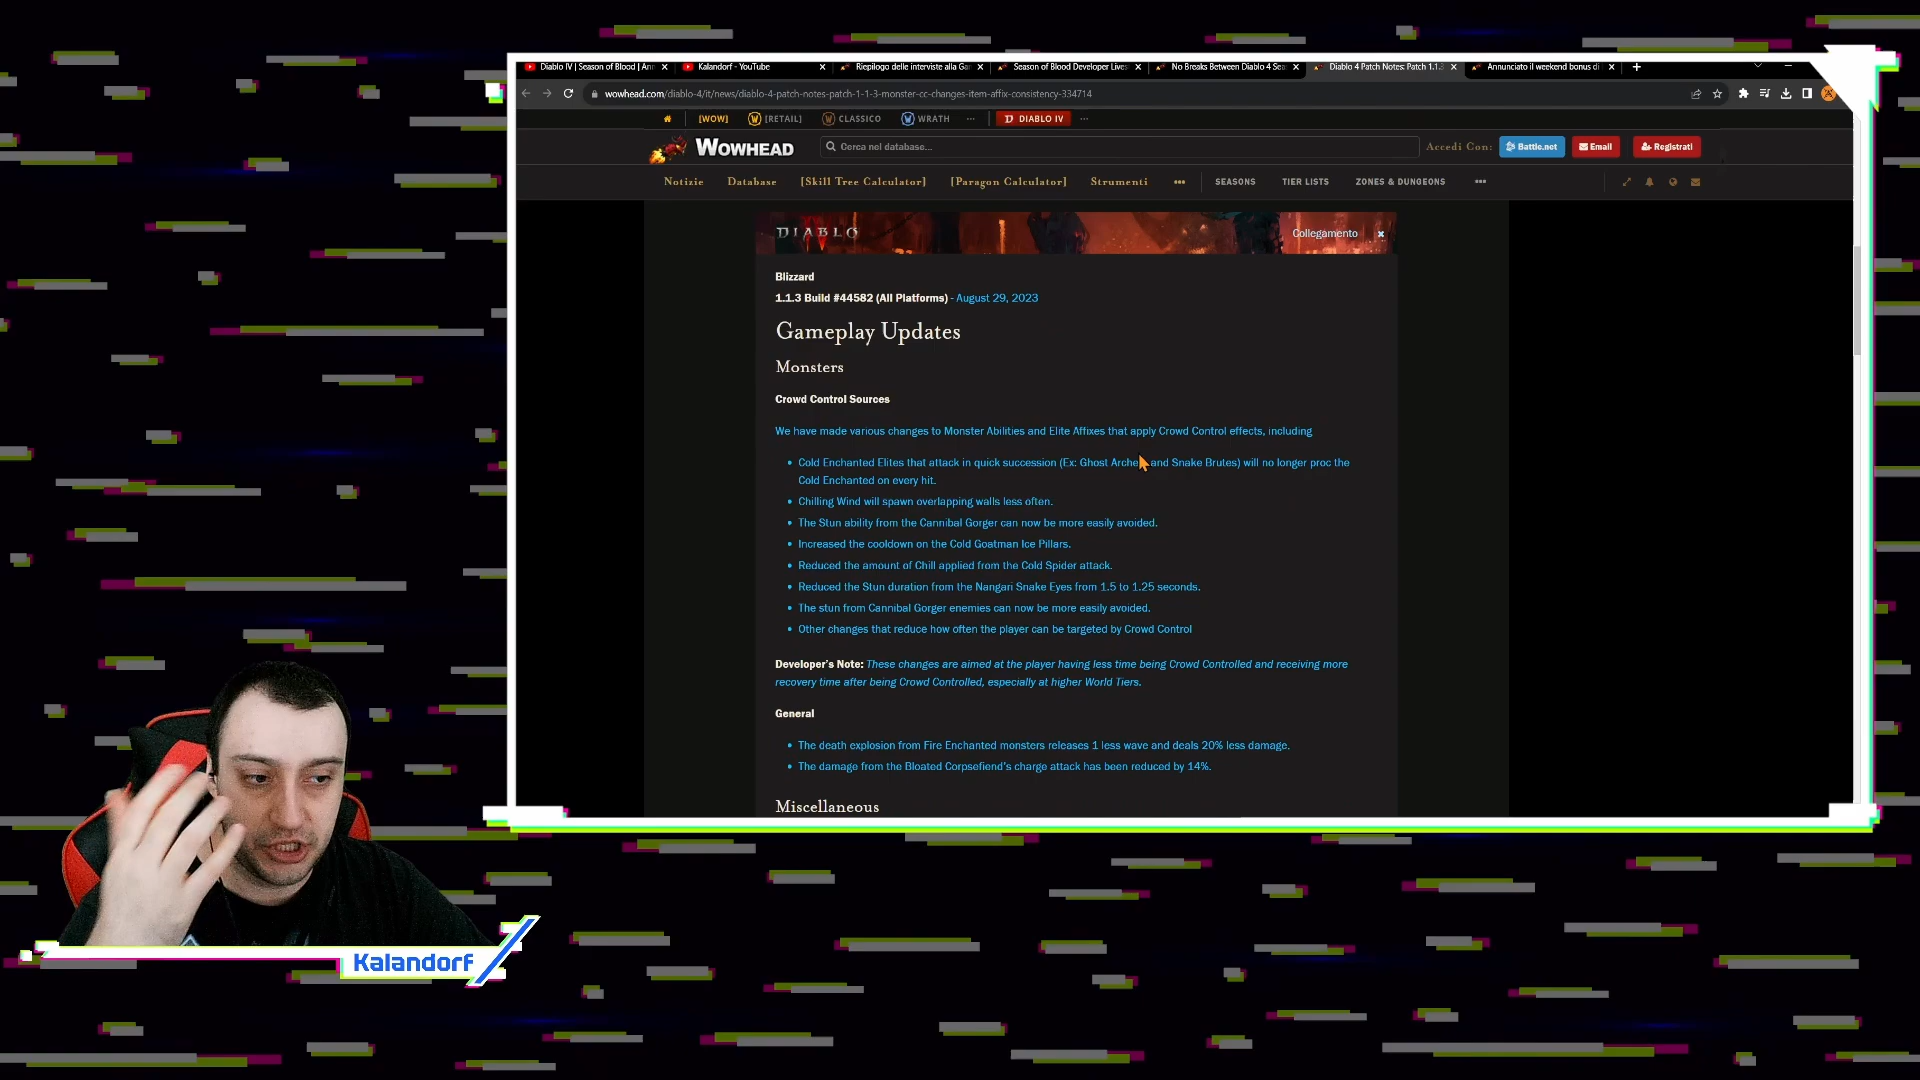 Diablo IV | Season of Blood | Ann
Kalandorf - YouTube
Riepilogo delle interviste alla Gam
Season of Blood Developer Lives
No Breaks Between Diablo 4 Sea
Diablo 4 Patch Notes: Patch 1.1.3
Annunciato il weekend bonus di
wowhead.com/diablo-4/it/news/diablo-4-patch-notes-patch-1-1-3-monster-cc-changes-item-affix-consistency-334714
[WOW] [RETAIL] CLASSICO WRATH ... DIABLO IV ...
WOWHEAD Cerca nel database... Accedi Con: Battle.net Email Registrati
Notizie Database [Skill Tree Calculator] [Paragon Calculator] Strumenti ... SEASONS TIER LISTS ZONES & DUNGEONS ...
DIABLO Collegamento
Blizzard
1.1.3 Build #44582 (All Platforms) - August 29, 2023
Gameplay Updates
Monsters
Crowd Control Sources
We have made various changes to Monster Abilities and Elite Affixes that apply Crowd Control effects, including
• Cold Enchanted Elites that attack in quick succession (Ex: Ghost Arche and Snake Brutes) will no longer proc the
Cold Enchanted on every hit.
• Chilling Wind will spawn overlapping walls less often.
• The Stun ability from the Cannibal Gorger can now be more easily avoided.
• Increased the cooldown on the Cold Goatman Ice Pillars.
• Reduced the amount of Chill applied from the Cold Spider attack.
• Reduced the Stun duration from the Nangari Snake Eyes from 1.5 to 1.25 seconds.
• The stun from Cannibal Gorger enemies can now be more easily avoided.
• Other changes that reduce how often the player can be targeted by Crowd Control
Developer's Note: These changes are aimed at the player having less time being Crowd Controlled and receiving more
recovery time after being Crowd Controlled, especially at higher World Tiers.
General
• The death explosion from Fire Enchanted monsters releases 1 less wave and deals 20% less damage.
• The damage from the Bloated Corpsefiend's charge attack has been reduced by 14%.
Miscellaneous
Kalandorf